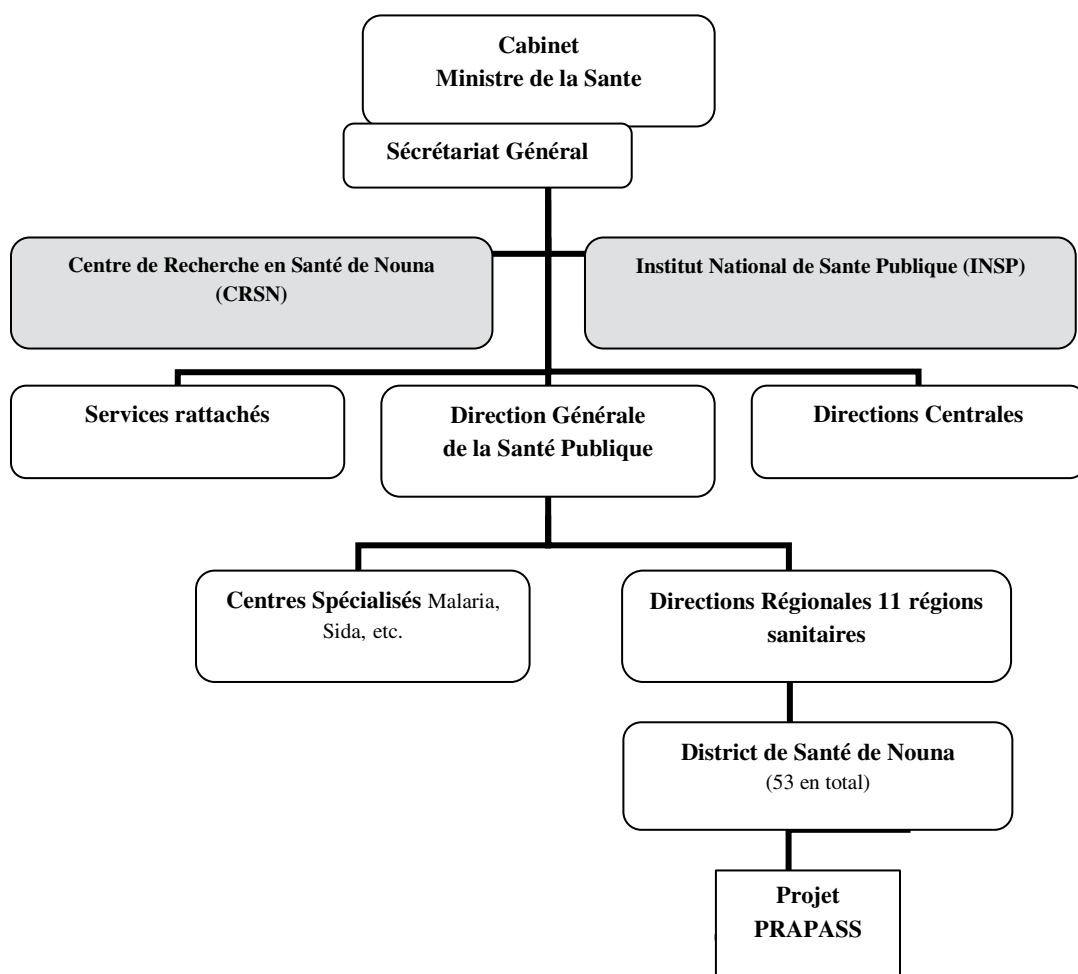 Cabinet
Ministre de la Sante
Sécrétariat Général
Centre de Recherche en Santé de Nouna
(CRSN)
Institut National de Sante Publique (INSP)
Services rattachés
Direction Générale
de la Santé Publique
Directions Centrales
Centres Spécialisés Malaria,
Sida, etc.
Directions Régionales 11 régions
sanitaires
District de Santé de Nouna
(53 en total)
Projet
PRAPASS